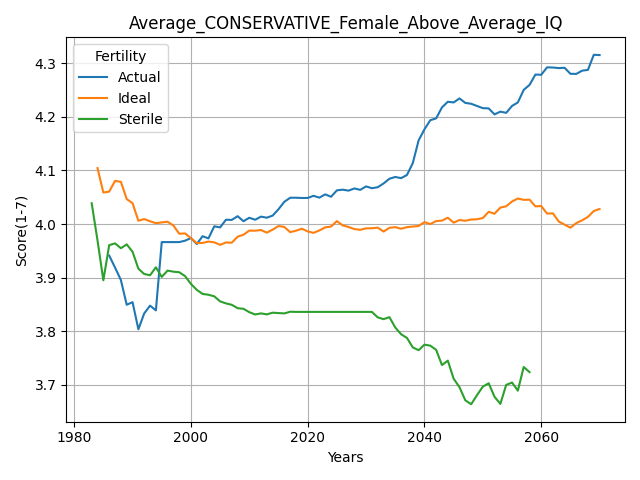 Average_CONSERVATIVE_Female_Above_Average_IQ
Fertility
Actual
Ideal
Sterile
Score(1-7)
4.3
4.2
4.1
4.0
3.9
3.8
3.7
1980
2000
2020
2040
2060
Years